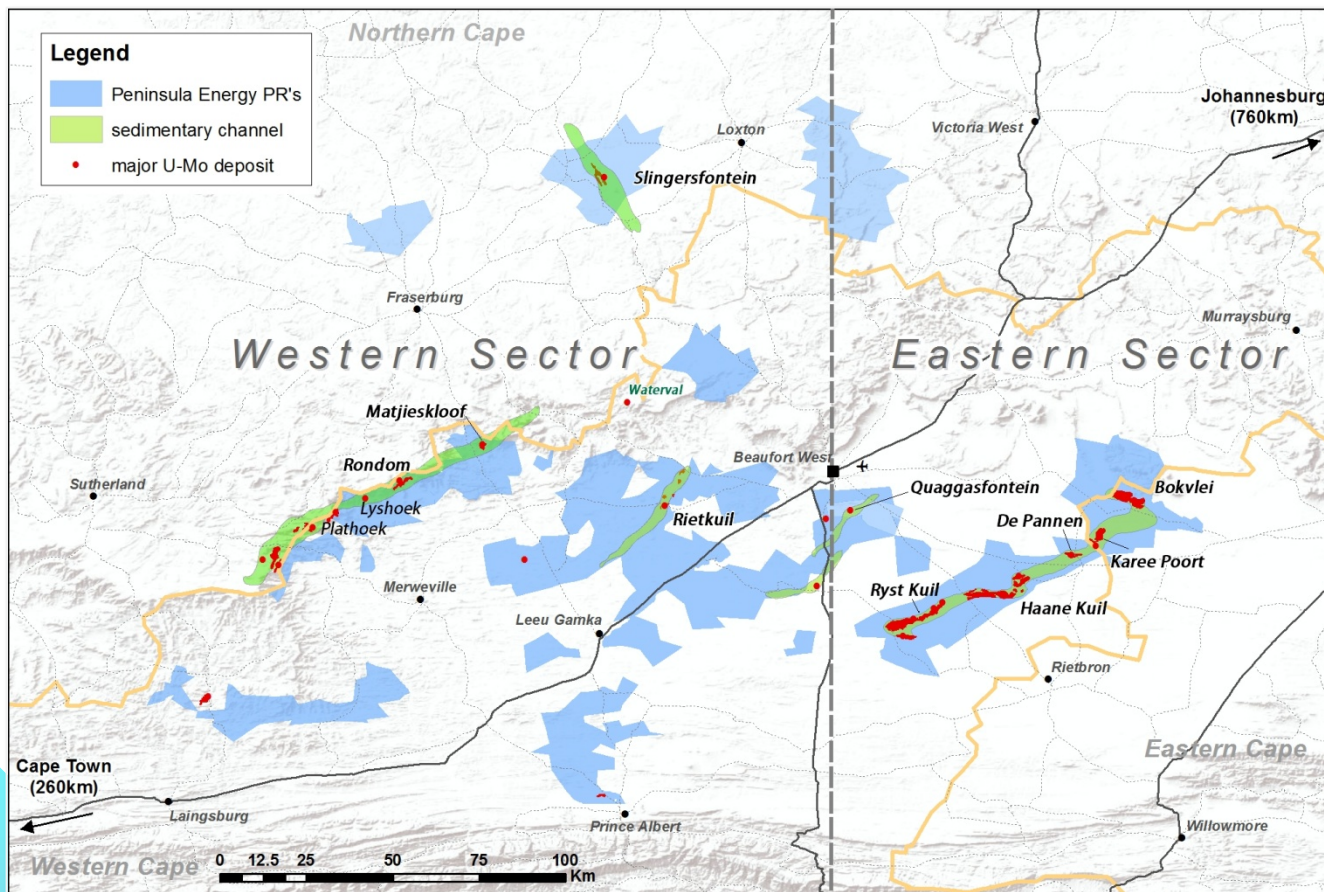 Northern Cape
Legend
Peninsula Energy PR's
sedimentary channel
major U-Mo deposit
Johannesburg
(760km)
Victoria West
Loxton
Slingersfontein
Fraserburg
Murraysburg
Western Sector
Eastern Sector
Waterval
Matjieskloof
Beaufort West
Rondom
Sutherland
Lyshoek
Plathoek
Rietkuil
Quaggasfontein
Bokvlei
De Pannen
Karee Poort
Merweville
Ryst Kuil
Haane Kuil
Leeu Gamka
Rietbron
Eastern Cape
Cape Town
(260km)
Laingsburg
Prince Albert
Willowmore
Western Cape
0 12.5 25 50 75 100
Km